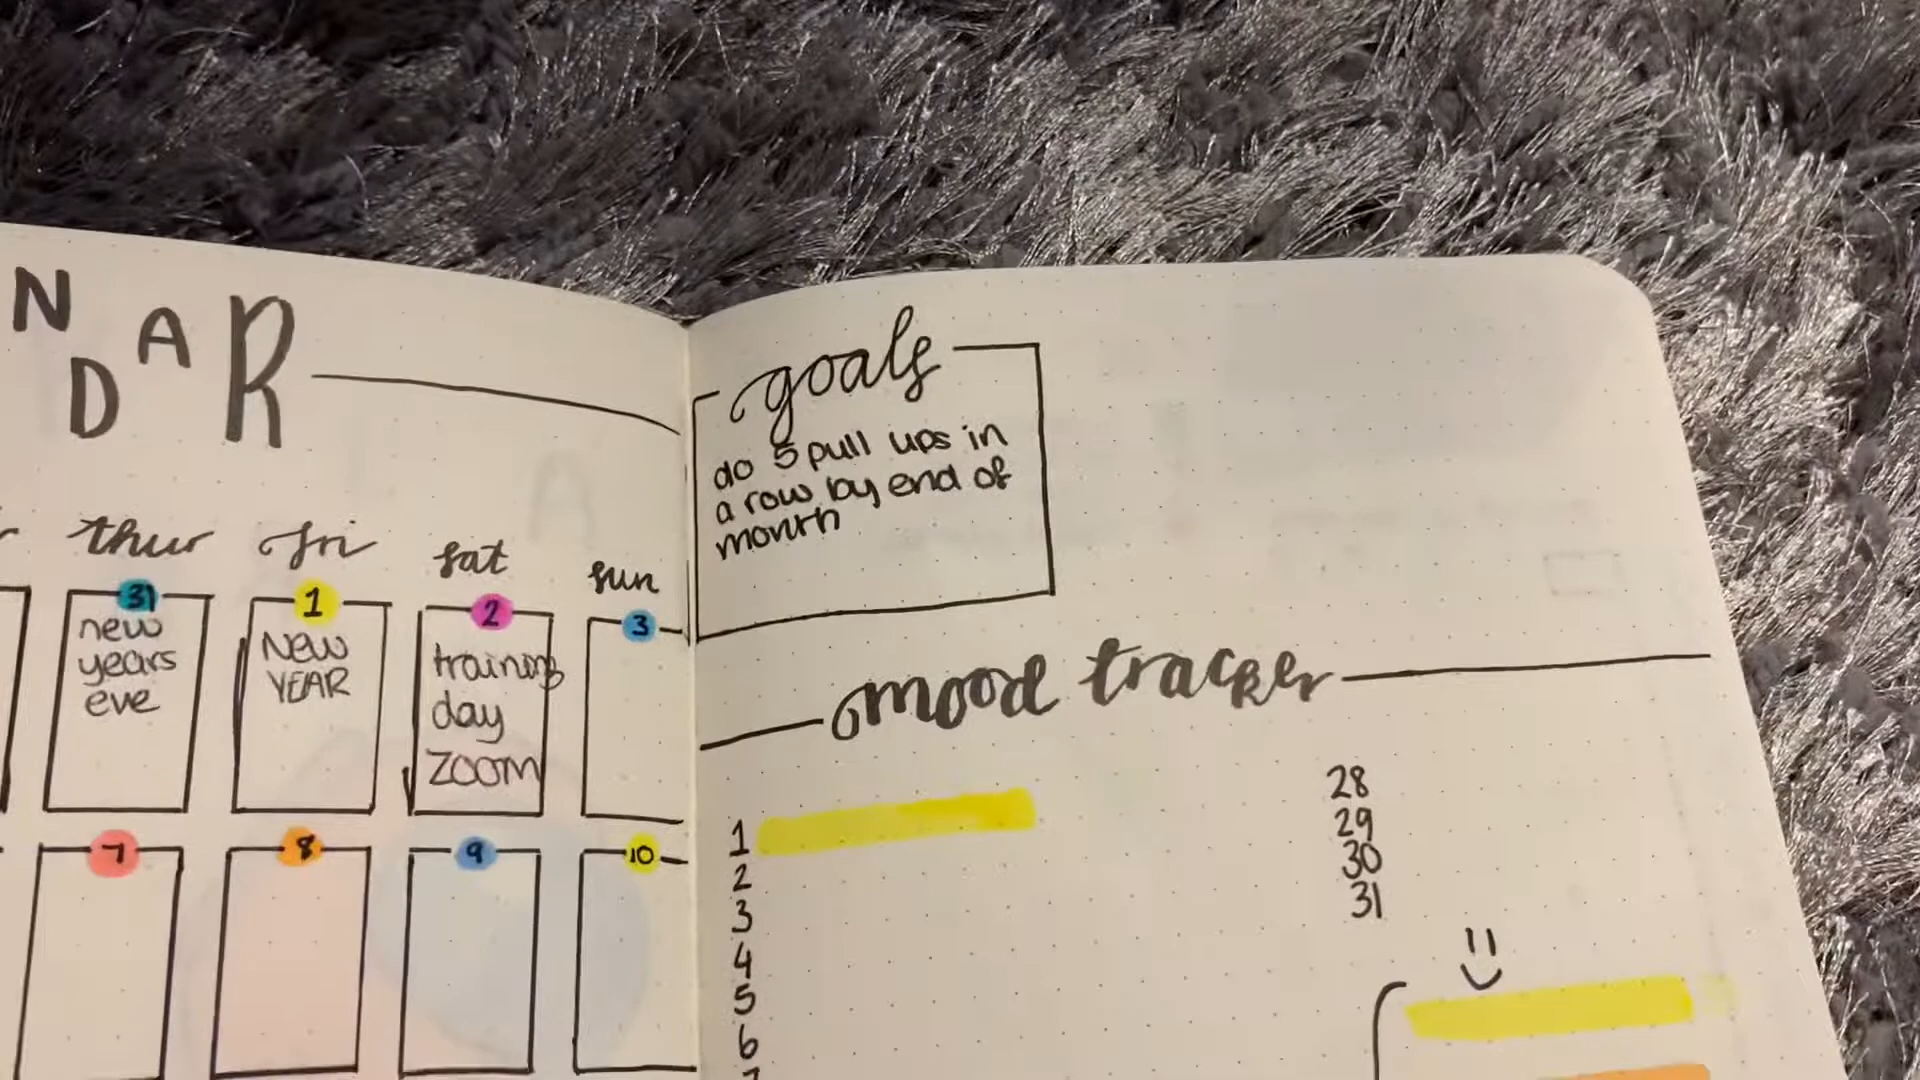 N
D
A
R
thur
fri
sat
sun
31
new
years
eve
1
NEW
YEAR
2
training
day
ZOOM
3
7
8
9
10
goals
do 5 pull ups in
a row by end of
month
mood tracker
1
2
3
4
5
6
28
29
30
31